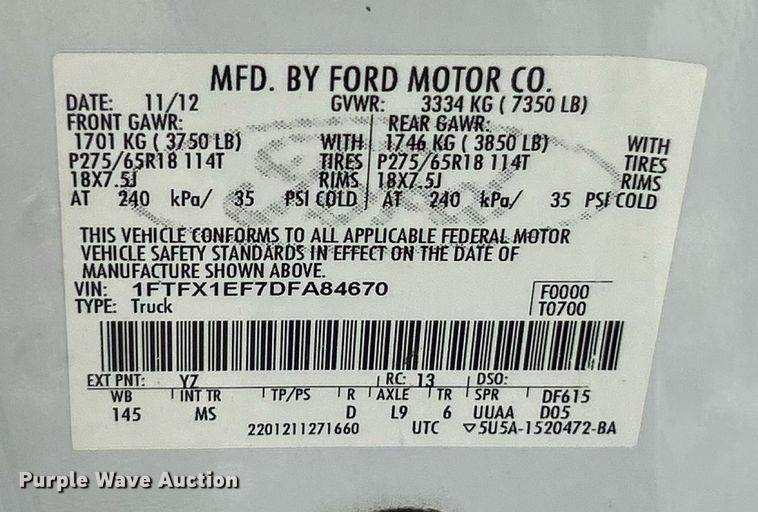 MFD. BY FORD MOTOR CO.
DATE: 11/12 GVWR: 3334 KG ( 7350 LB)
FRONT GAWR: REAR GAWR:
1701 KG ( 3750 LB) WITH 1746 KG ( 3850 LB) WITH
P275/65R18 114T TIRES P275/65R18 114T TIRES
18X7.5J RIMS 18X7.5J RIMS
AT 240 kPa/ 35 PSI COLD AT 240 kPa/ 35 PSI COLD
THIS VEHICLE CONFORMS TO ALL APPLICABLE FEDERAL MOTOR
VEHICLE SAFETY STANDARDS IN EFFECT ON THE DATE OF
MANUFACTURE SHOWN ABOVE.
VIN: 1FTFX1EF7DFA84670 F0000
TYPE: Truck T0700
EXT PNT: YZ RC: 13 DSO:
WB INT TR TP/PS R AXLE TR SPR DF615
145 MS D L9 6 UUAA D05
2201211271660 UTC ▽5U5A-1520472-BA
Purple Wave Auction